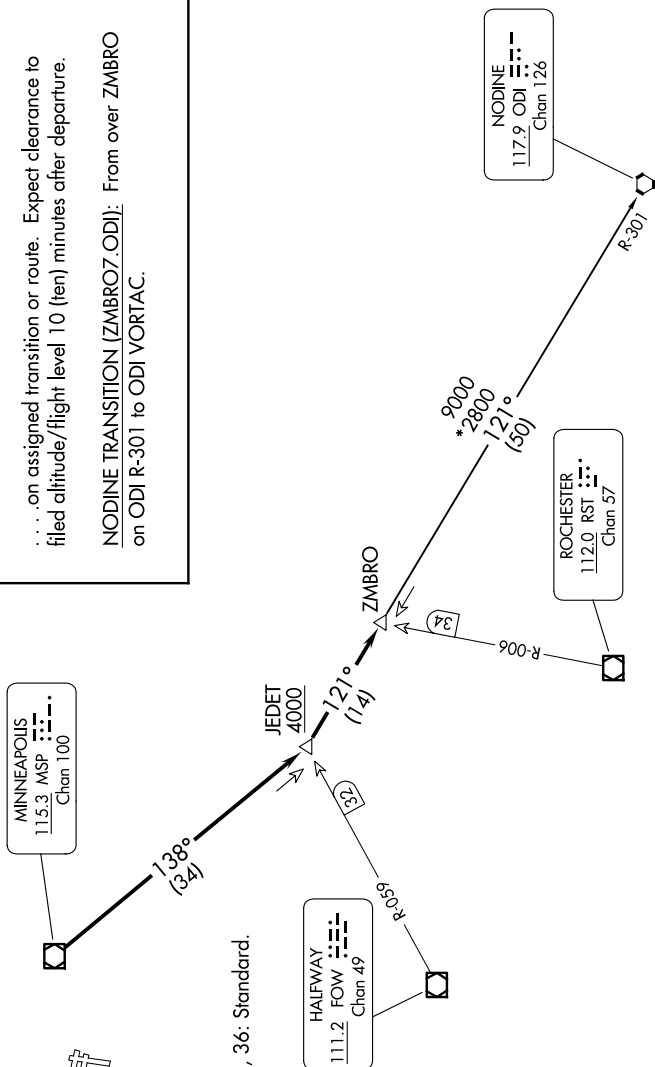 . . . .on assigned transition or route. Expect clearance to
filed altitude/flight level 10 (ten) minutes after departure.
NODINE TRANSITION (ZMBRO7.ODI): From over ZMBRO
on ODI R-301 to ODI VORTAC.
MINNEAPOLIS
115.3 MSP
Chan 100
138°
(34)
JEDET
4000
121°
(14)
ZMBRO
9000
*2800
121°
(50)
R-301
NODINE
117.9 ODI
Chan 126
ROCHESTER
112.0 RST
Chan 57
R-006
34
HALFWAY
111.2 FOW
Chan 49
R-059
32
, 36: Standard.